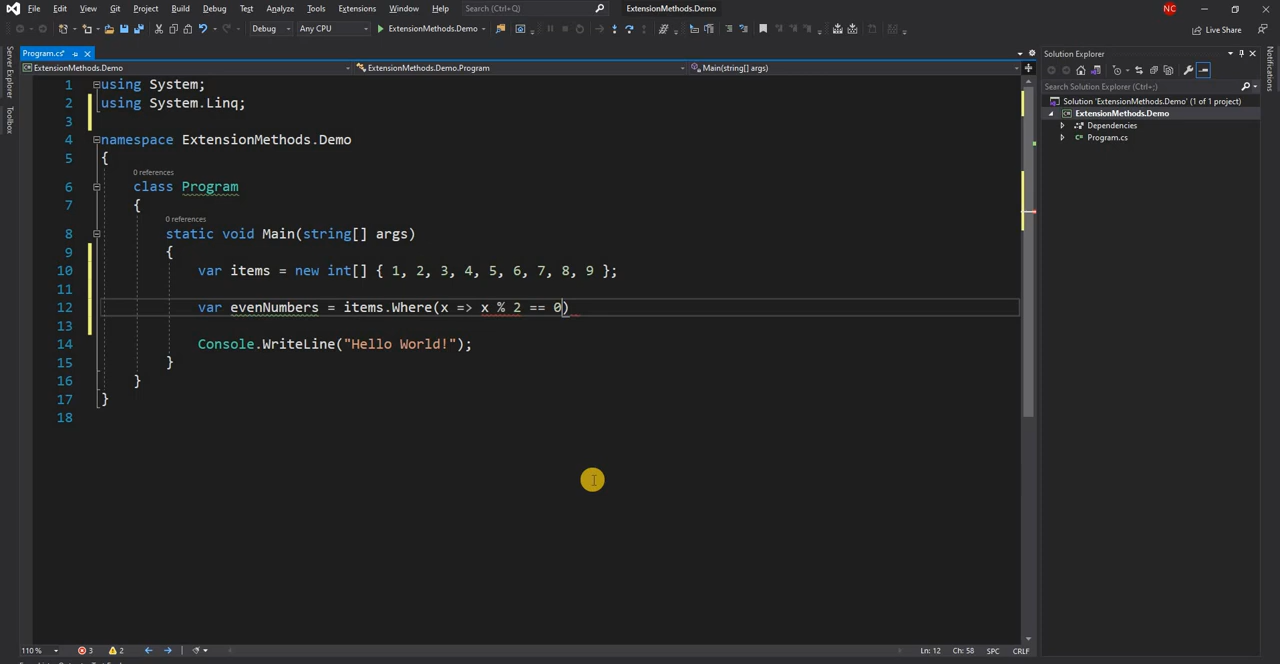 File Edit View Git Project Build Debug Test Analyze Tools Extensions Window Help Search (Ctrl+Q) ExtensionMethods.Demo NC
Debug Any CPU ExtensionMethods.Demo Live Share
Program.cs* Solution Explorer
ExtensionMethods.Demo ExtensionMethods.Demo.Program Main(string[] args)
Server Explorer
Toolbox
Notifications
Search Solution Explorer (Ctrl+;)
Solution 'ExtensionMethods.Demo' (1 of 1 project)
ExtensionMethods.Demo
Dependencies
Program.cs
1 using System;
2 using System.Linq;
3
4 namespace ExtensionMethods.Demo
5 {
0 references
6 class Program
7 {
0 references
8 static void Main(string[] args)
9 {
10 var items = new int[] { 1, 2, 3, 4, 5, 6, 7, 8, 9 };
11
12 var evenNumbers = items.Where(x => x % 2 == 0)
13
14 Console.WriteLine("Hello World!");
15 }
16 }
17 }
18
110 % 3 2 Ln: 12 Ch: 58 SPC CRLF